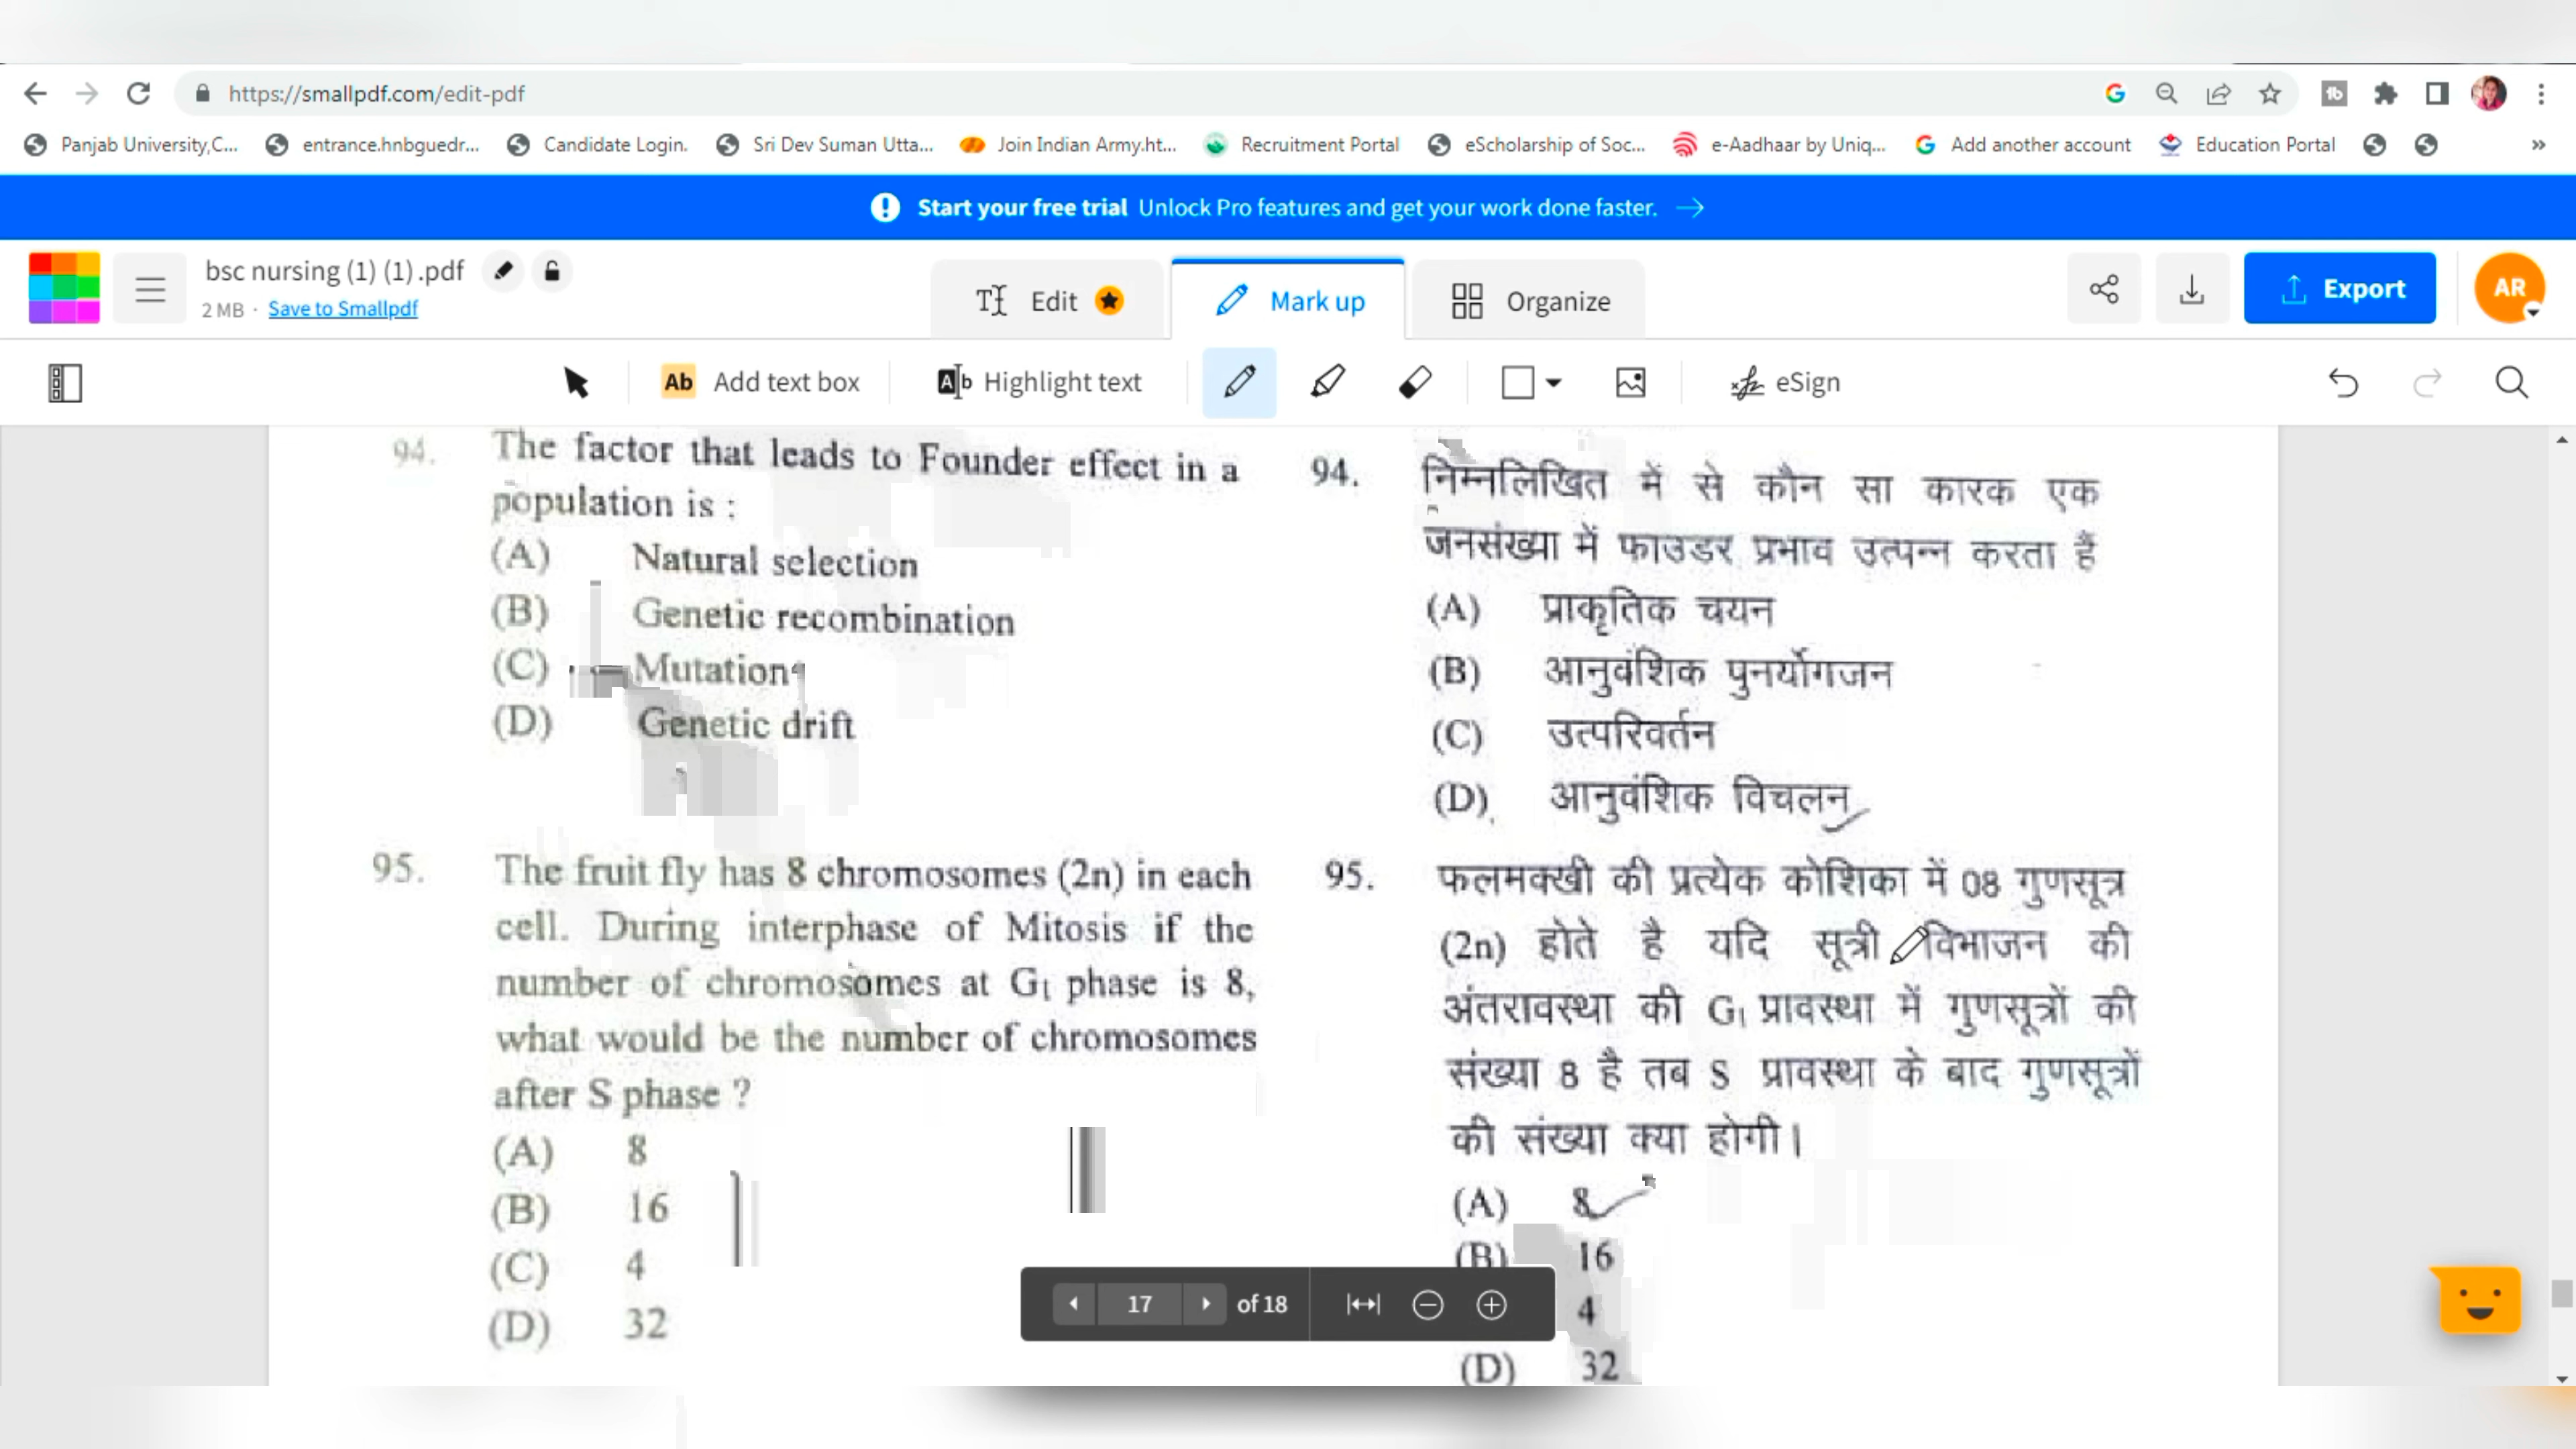 https://smallpdf.com/edit-pdf
Panjab University,C... entrance.hnbguedr... Candidate Login. Sri Dev Suman Utta... Join Indian Army.ht... Recruitment Portal eScholarship of Soc... e-Aadhaar by Uniq... Add another account Education Portal »
Start your free trial Unlock Pro features and get your work done faster. →
bsc nursing (1) (1).pdf
2 MB · Save to Smallpdf
Edit Mark up Organize Export AR
Ab Add text box Highlight text eSign
94. The factor that leads to Founder effect in a
population is :
(A) Natural selection
(B) Genetic recombination
(C) Mutation
(D) Genetic drift
95. The fruit fly has 8 chromosomes (2n) in each
cell. During interphase of Mitosis if the
number of chromosomes at G₁ phase is 8,
what would be the number of chromosomes
after S phase ?
(A) 8
(B) 16
(C) 4
(D) 32
94. निम्नलिखित में से कौन सा कारक एक
जनसंख्या में फाउडर प्रभाव उत्पन्न करता हैं
(A) प्राकृतिक चयन
(B) आनुवंशिक पुनर्योगजन
(C) उत्परिवर्तन
(D) आनुवंशिक विचलन
95. फलमक्खी की प्रत्येक कोशिका में 08 गुणसूत्र
(2n) होते है यदि सूत्री विभाजन की
अंतरावस्था की G₁ प्रावस्था में गुणसूत्रों की
संख्या 8 है तब S प्रावस्था के बाद गुणसूत्रों
की संख्या क्या होगी।
(A) 8
(B) 16
4
(D) 32
17 of 18